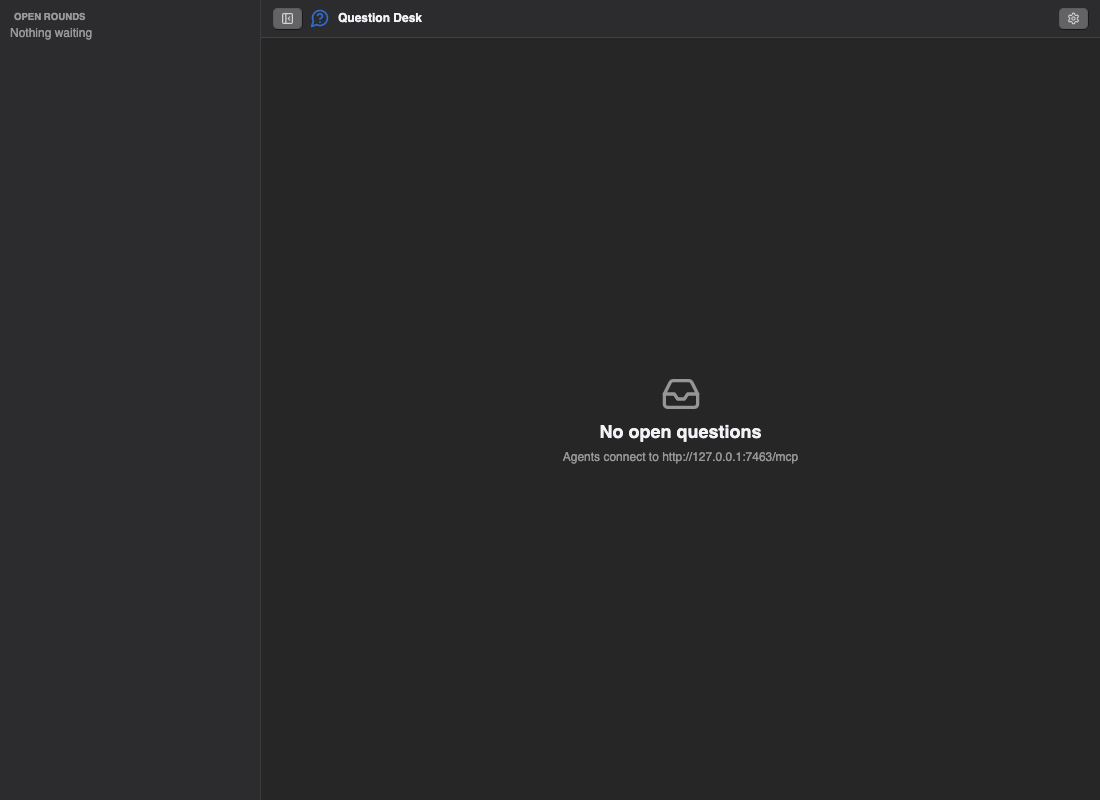 OPEN ROUNDS
Nothing waiting
Question Desk
No open questions
Agents connect to http://127.0.0.1:7463/mcp